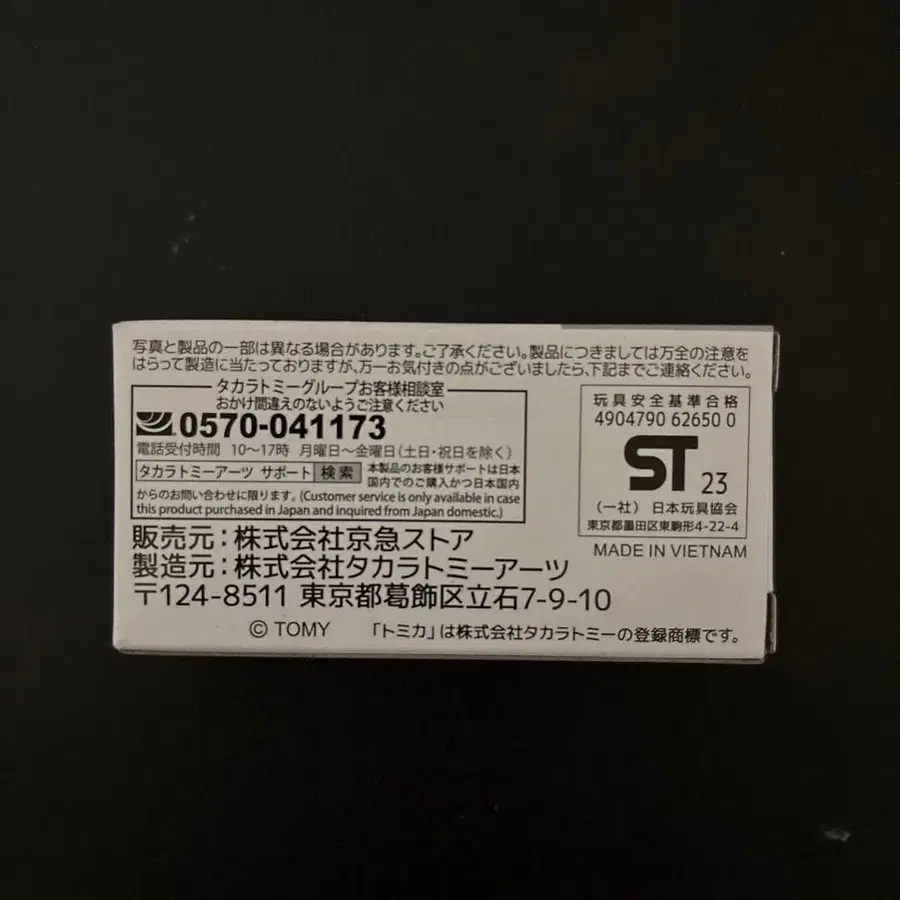 写真と製品の一部は異なる場合があります。ご了承ください。製品につきましては万全の注意を
はらって製造に当たっておりますが、万一お気付きの点がございましたら、下記までご連絡ください。
タカラトミーグループお客様相談室
おかけ間違えのないようご注意ください
0570-041173
電話受付時間 10〜17時 月曜日〜金曜日(土日・祝日を除く)
タカラトミーアーツ サポート 検索 本製品のお客様サポートは日本
国内でのご購入かつ日本国内
からのお問い合わせに限ります。(Customer service is only available in case
this product purchased in Japan and inquired from Japan domestic.)
玩具安全基準合格
4904790 62650 0
ST 23
(一社) 日本玩具協会
東京都墨田区東駒形4-22-4
MADE IN VIETNAM
販売元:株式会社京急ストア
製造元:株式会社タカラトミーアーツ
〒124-8511 東京都葛飾区立石7-9-10
© TOMY 「トミカ」は株式会社タカラトミーの登録商標です。